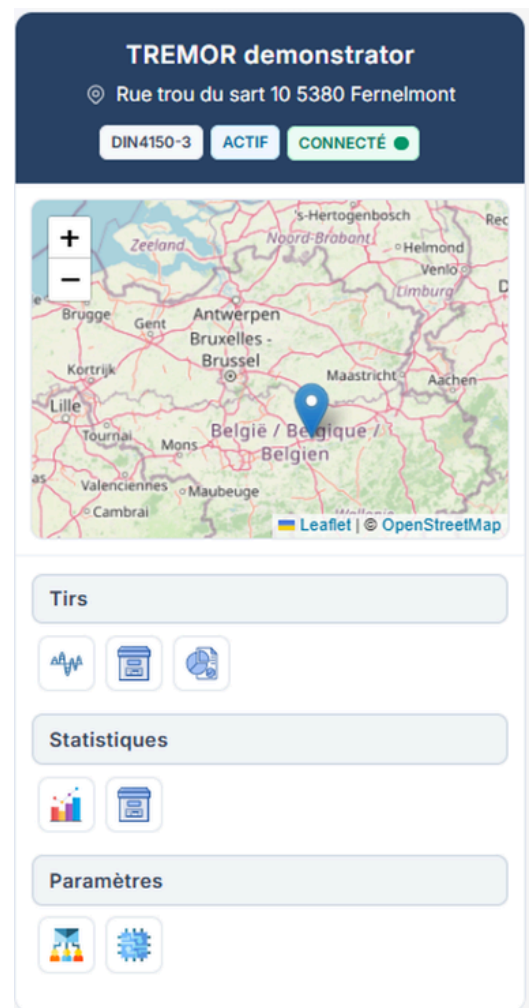 TREMOR demonstrator
Rue trou du sart 10 5380 Fernelmont
DIN4150-3 ACTIF CONNECTÉ
+
−
's-Hertogenbosch
Rec
Zeeland
Noord-Brabant
Helmond
Venlo
Limburg
D
Brugge
Gent
Antwerpen
Bruxelles -
Brussel
Kortrijk
Maastricht
Aachen
Lille
Tournai
Mons
België / Belgique /
Belgien
as
Valenciennes
Maubeuge
Cambrai
Leaflet | © OpenStreetMap
Tirs
Statistiques
Paramètres